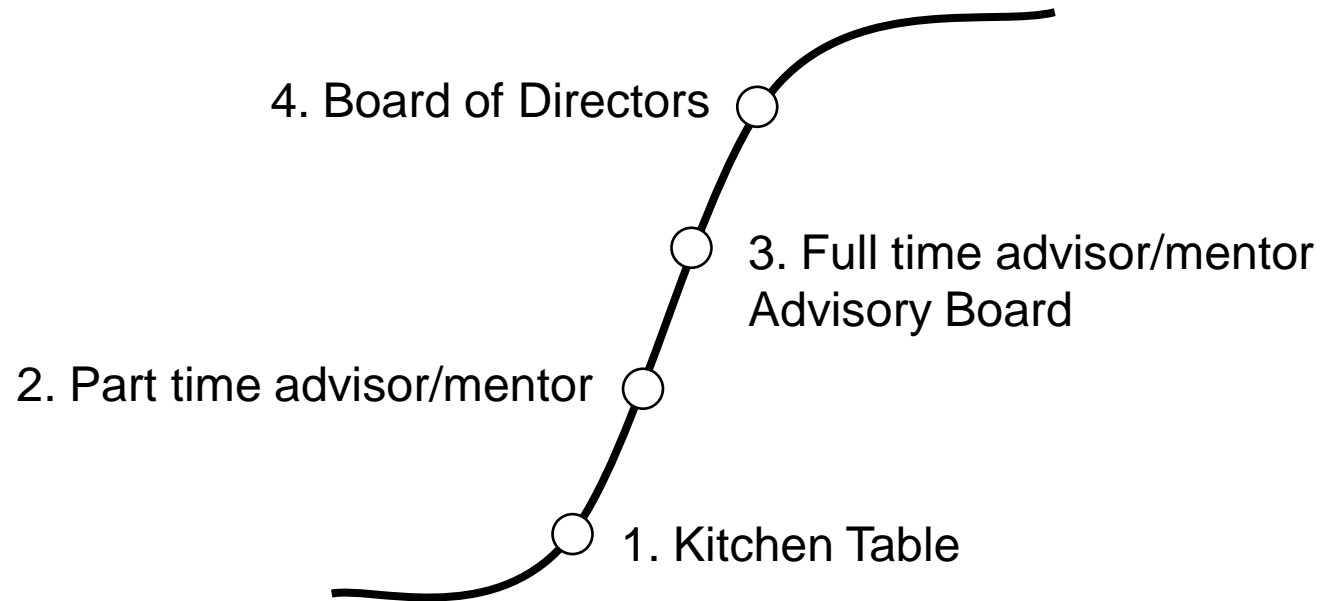 4. Board of Directors
3. Full time advisor/mentor
Advisory Board
2. Part time advisor/mentor
1. Kitchen Table